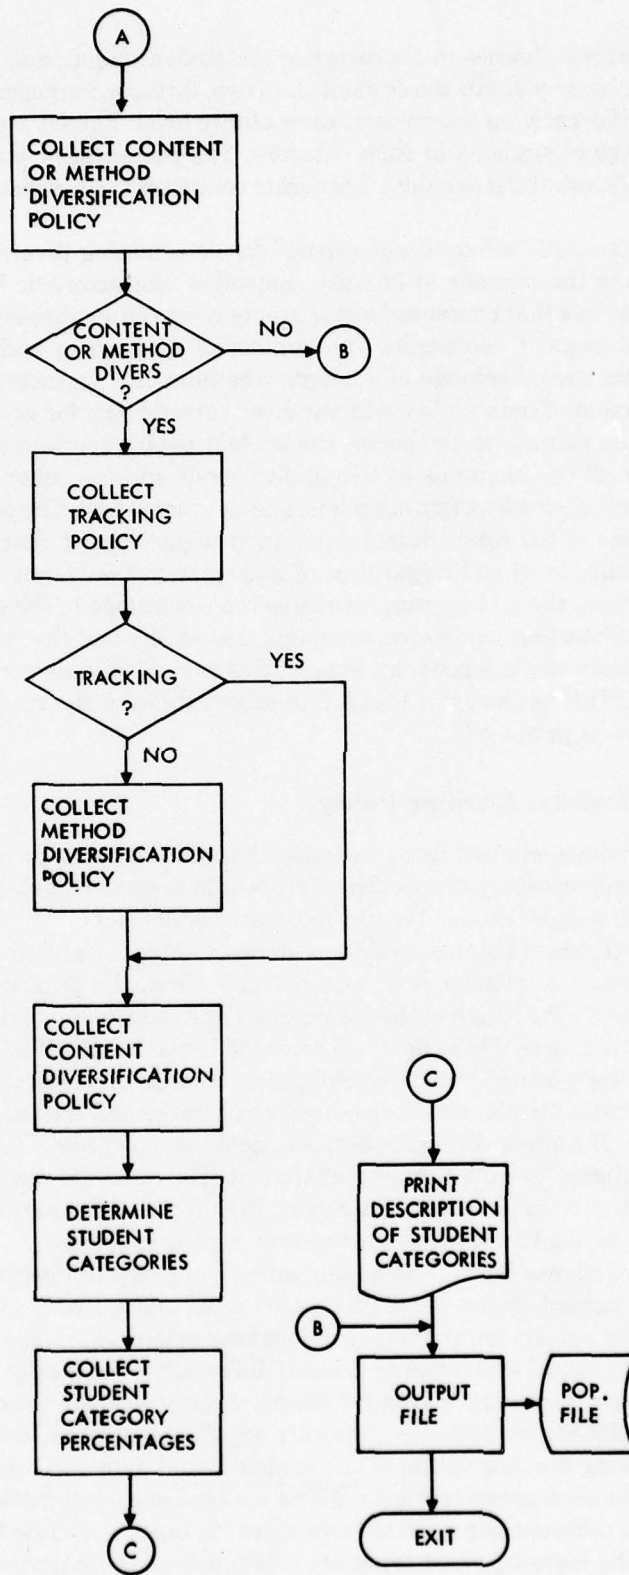 A
COLLECT CONTENT
OR METHOD
DIVERSIFICATION
POLICY
CONTENT
OR METHOD
DIVERS
?
NO
B
YES
COLLECT
TRACKING
POLICY
TRACKING
?
YES
NO
COLLECT
METHOD
DIVERSIFICATION
POLICY
COLLECT
CONTENT
DIVERSIFICATION
POLICY
DETERMINE
STUDENT
CATEGORIES
COLLECT
STUDENT
CATEGORY
PERCENTAGES
C
C
PRINT
DESCRIPTION
OF STUDENT
CATEGORIES
B
OUTPUT
FILE
POP.
FILE
EXIT